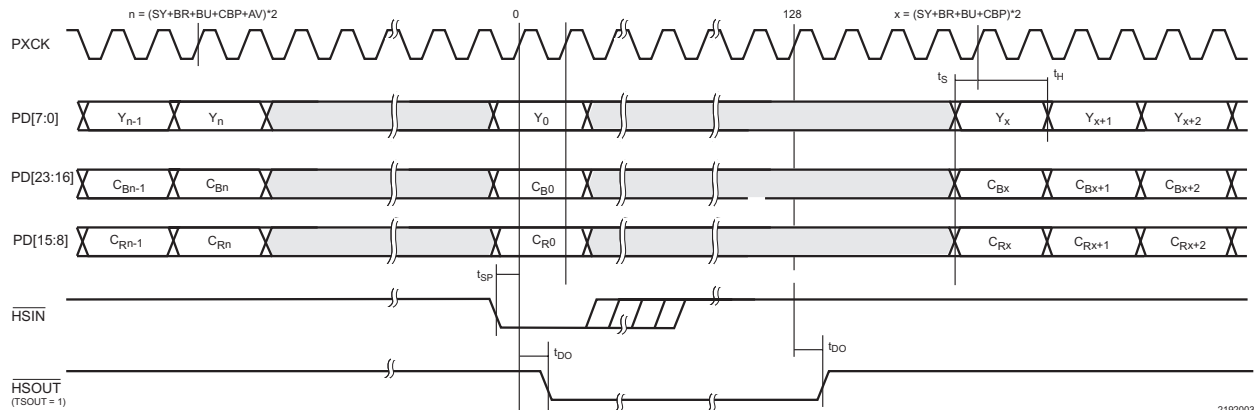 n = (SY+BR+BU+CBP+AV)*2 0 128 x = (SY+BR+BU+CBP)*2
PXCK
tS tH
PD[7:0] Yn-1 Yn Y0 Yx Yx+1 Yx+2
PD[23:16] CBn-1 CBn CB0 CBx CBx+1 CBx+2
PD[15:8] CRn-1 CRn CR0 CRx CRx+1 CRx+2
tSP
HSIN
tDO tDO
HSOUT
(TSOUT = 1)
2192003